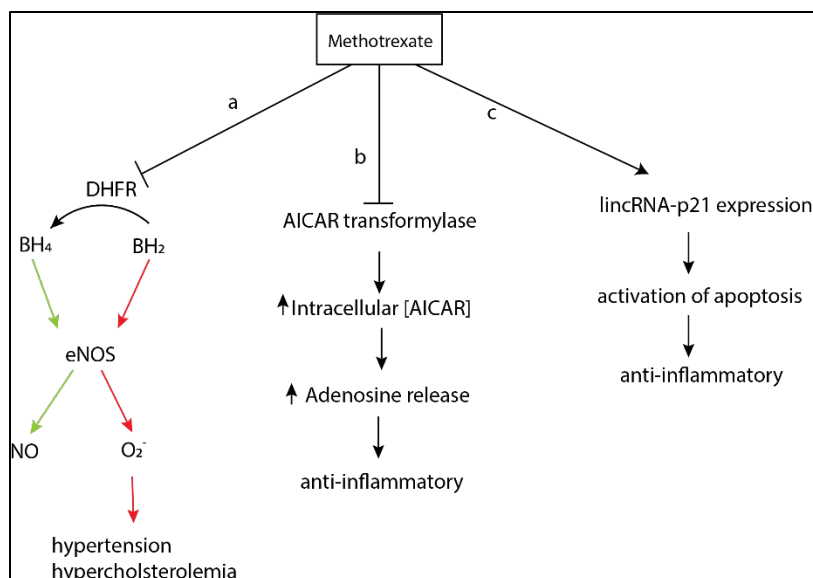 Methotrexate
a
b
c
DHFR
BH₄
BH₂
eNOS
NO
O₂⁻
hypertension
hypercholsterolemia
AICAR transformylase
Intracellular [AICAR]
Adenosine release
anti-inflammatory
lincRNA-p21 expression
activation of apoptosis
anti-inflammatory